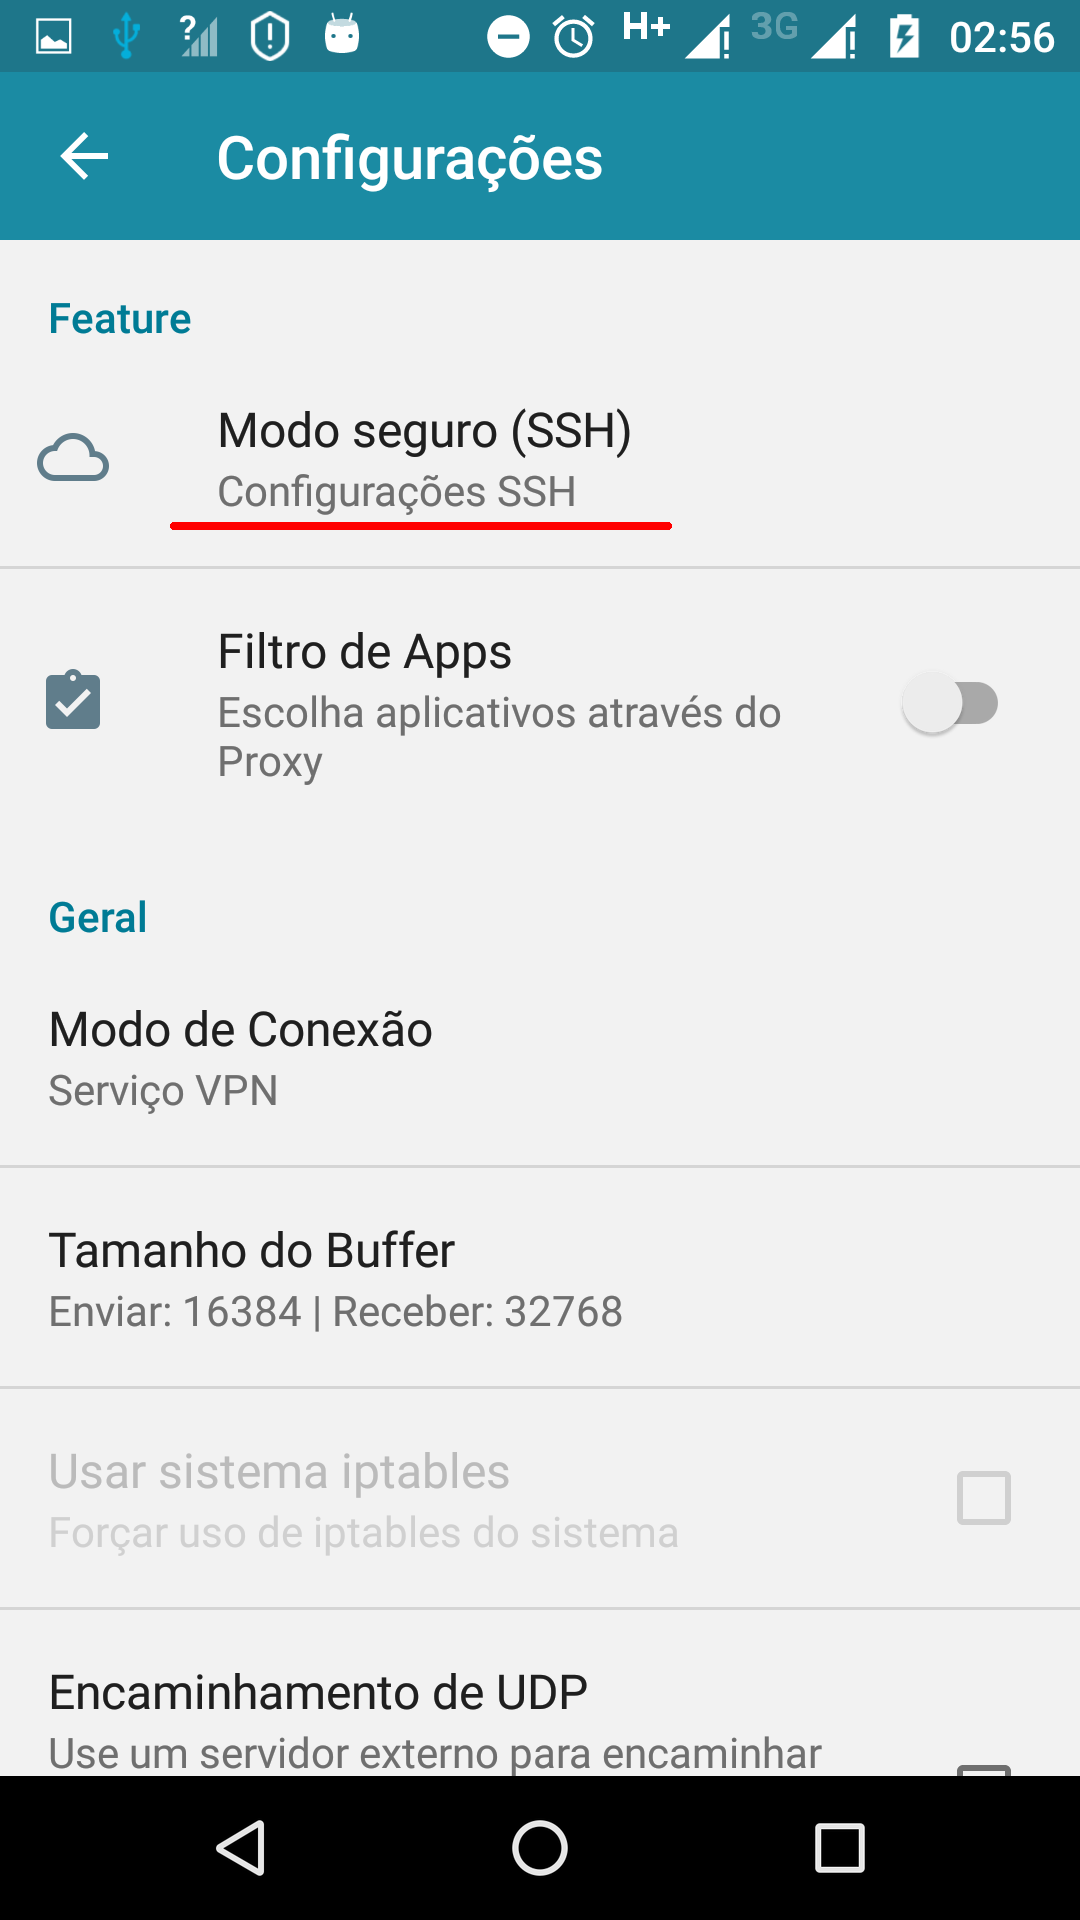 H+ 3G 02:56
Configurações
Feature
Modo seguro (SSH)
Configurações SSH
Filtro de Apps
Escolha aplicativos através do
Proxy
Geral
Modo de Conexão
Serviço VPN
Tamanho do Buffer
Enviar: 16384 | Receber: 32768
Usar sistema iptables
Forçar uso de iptables do sistema
Encaminhamento de UDP
Use um servidor externo para encaminhar